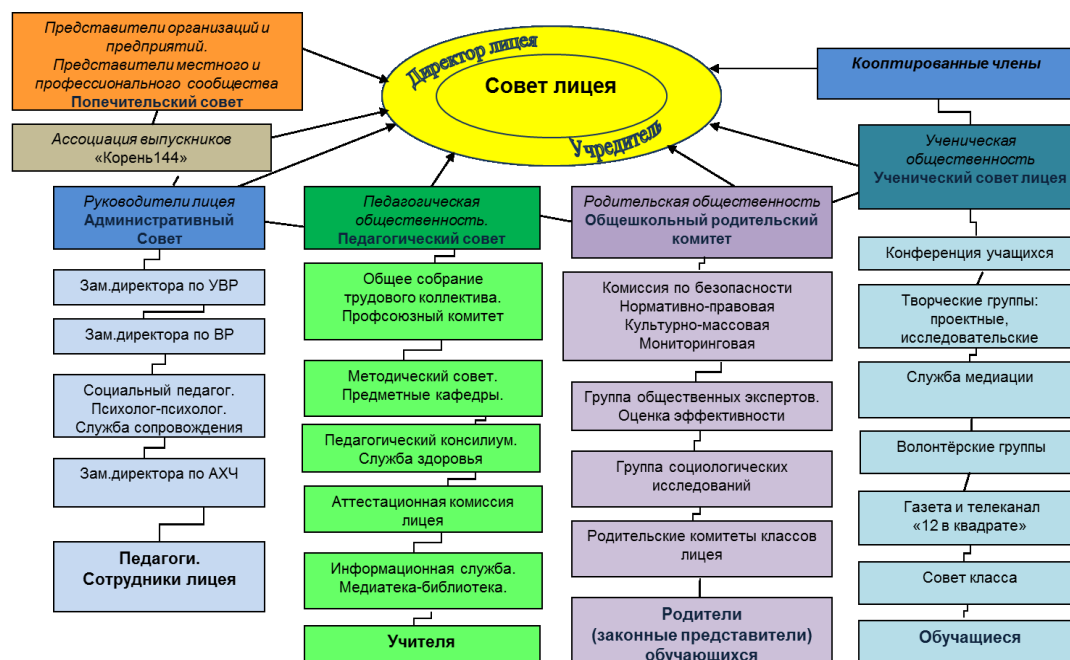 Представители организаций и
предприятий.
Представители местного и
профессионального сообщества
Попечительский совет
Директор лицея
Совет лицея
Учредитель
Кооптированные члены
Ассоциация выпускников
«Корень144»
Ученическая
общественность
Ученический совет лицея
Руководители лицея
Административный
Совет
Педагогическая
общественность.
Педагогический совет
Родительская общественность
Общешкольный родительский
комитет
Зам.директора по УВР
Зам.директора по ВР
Социальный педагог.
Психолог-психолог.
Служба сопровождения
Зам.директора по АХЧ
Педагоги.
Сотрудники лицея
Общее собрание
трудового коллектива.
Профсоюзный комитет
Методический совет.
Предметные кафедры.
Педагогический консилиум.
Служба здоровья
Аттестационная комиссия
лицея
Информационная служба.
Медиатека-библиотека.
Учителя
Комиссия по безопасности
Нормативно-правовая
Культурно-массовая
Мониторинговая
Группа общественных экспертов.
Оценка эффективности
Группа социологических
исследований
Родительские комитеты классов
лицея
Родители
(законные представители)
обучающихся
Конференция учащихся
Творческие группы:
проектные,
исследовательские
Служба медиации
Волонтёрские группы
Газета и телеканал
«12 в квадрате»
Совет класса
Обучащиеся